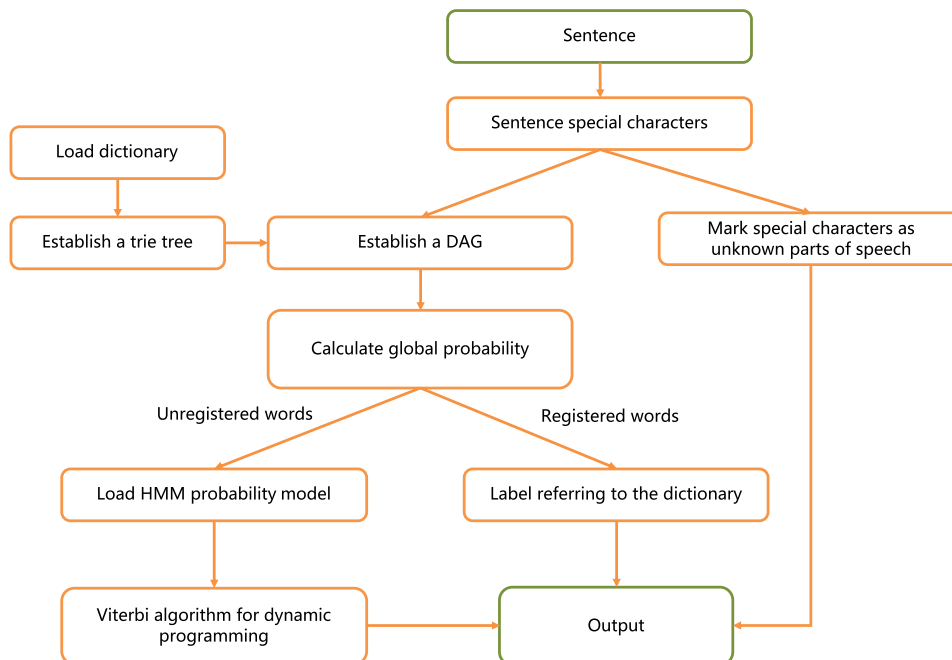 Sentence
Sentence special characters
Load dictionary
Establish a trie tree
Establish a DAG
Mark special characters as
unknown parts of speech
Calculate global probability
Unregistered words
Registered words
Load HMM probability model
Label referring to the dictionary
Viterbi algorithm for dynamic
programming
Output